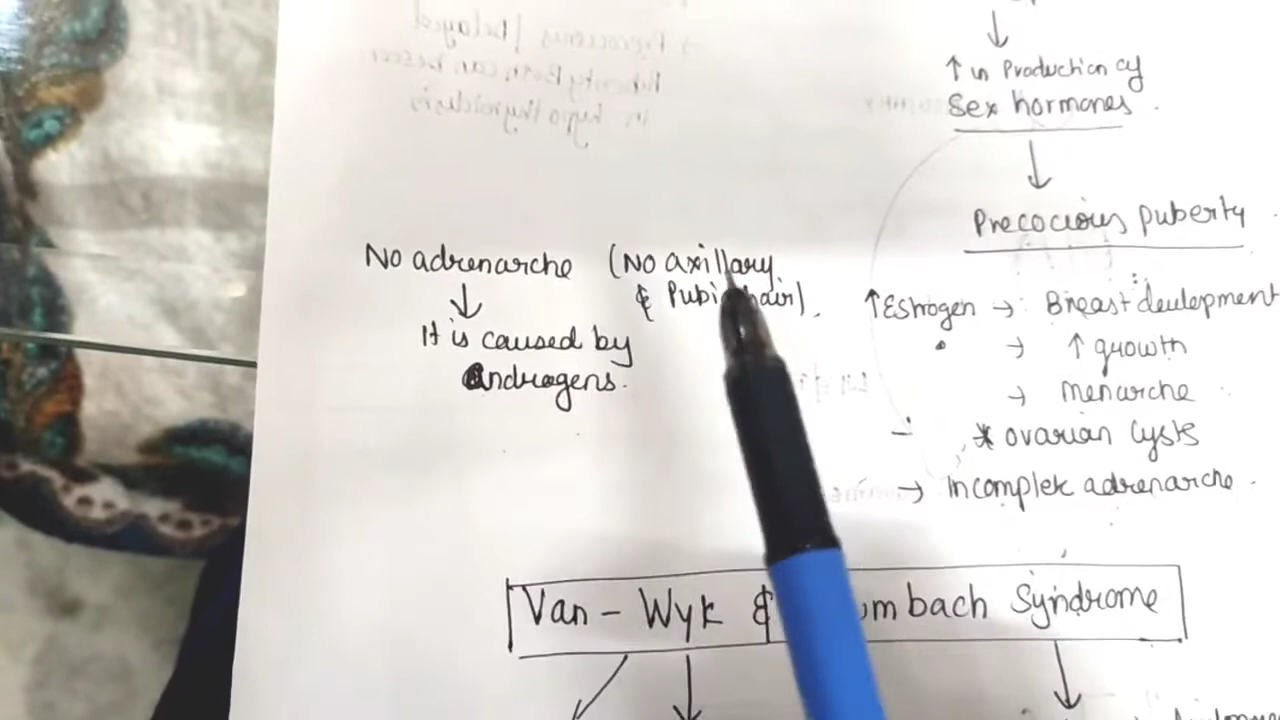 ↑ in Production of
Sex hormones .
↓
Precocious puberty .
No adrenarche (No axillary
& Pubic hair) .
↓
It is caused by
Androgens .
↑Estrogen → Breast development
→ ↑ growth
→ menarche
* ovarian Cysts
→ incomplete adrenarche .
Van - Wyk & Syndrome